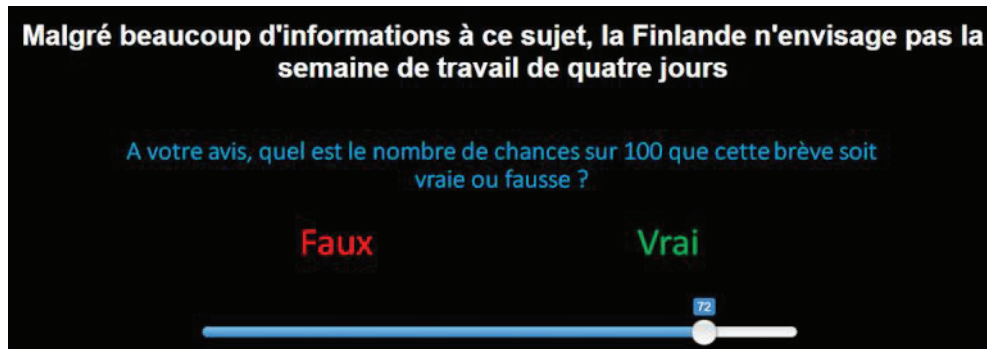 Malgré beaucoup d'informations à ce sujet, la Finlande n'envisage pas la
semaine de travail de quatre jours
A votre avis, quel est le nombre de chances sur 100 que cette brève soit
vraie ou fausse ?
Faux Vrai
72